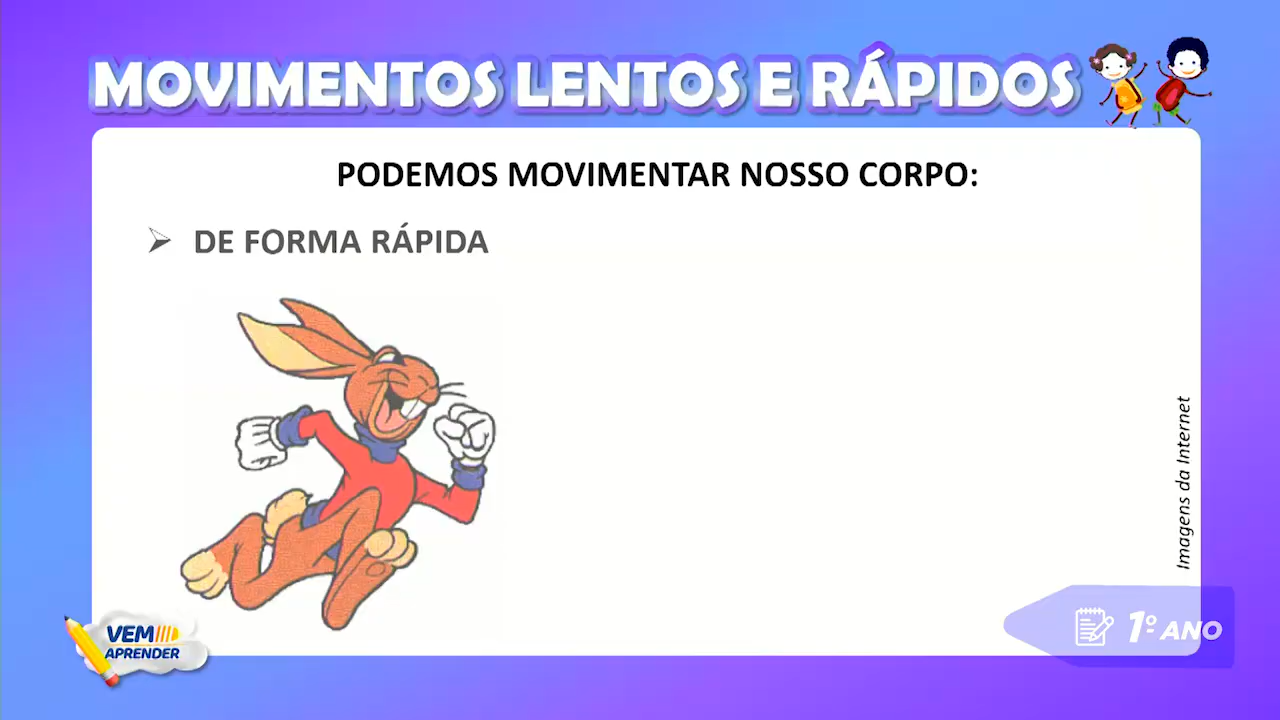 MOVIMENTOS LENTOS E RÁPIDOS
PODEMOS MOVIMENTAR NOSSO CORPO:
DE FORMA RÁPIDA
Imagens da Internet
VEM
APRENDER
1º ANO